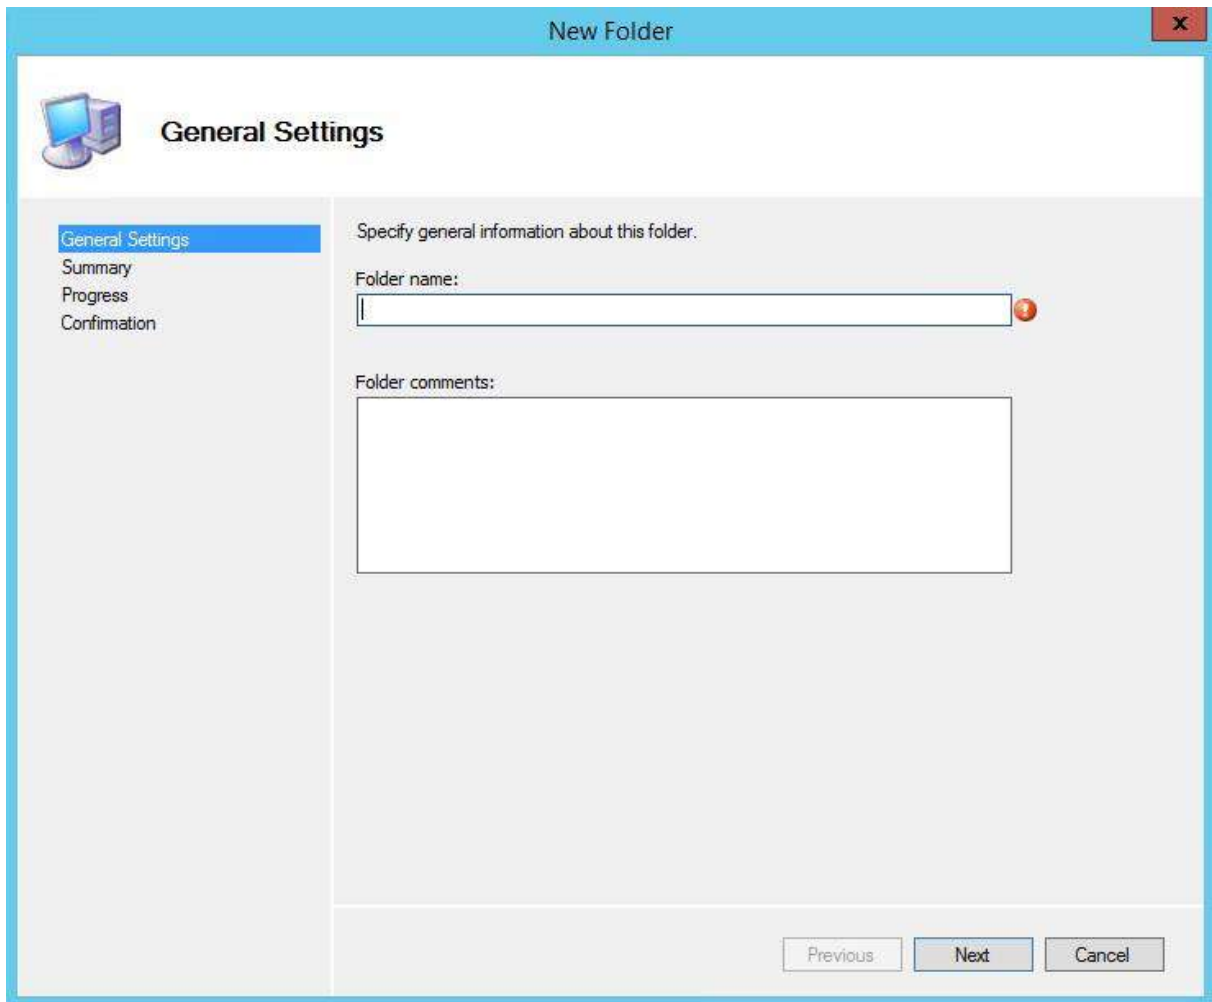 New Folder
x
General Settings
General Settings
Summary
Progress
Confirmation
Specify general information about this folder.
Folder name:
Folder comments:
Previous
Next
Cancel